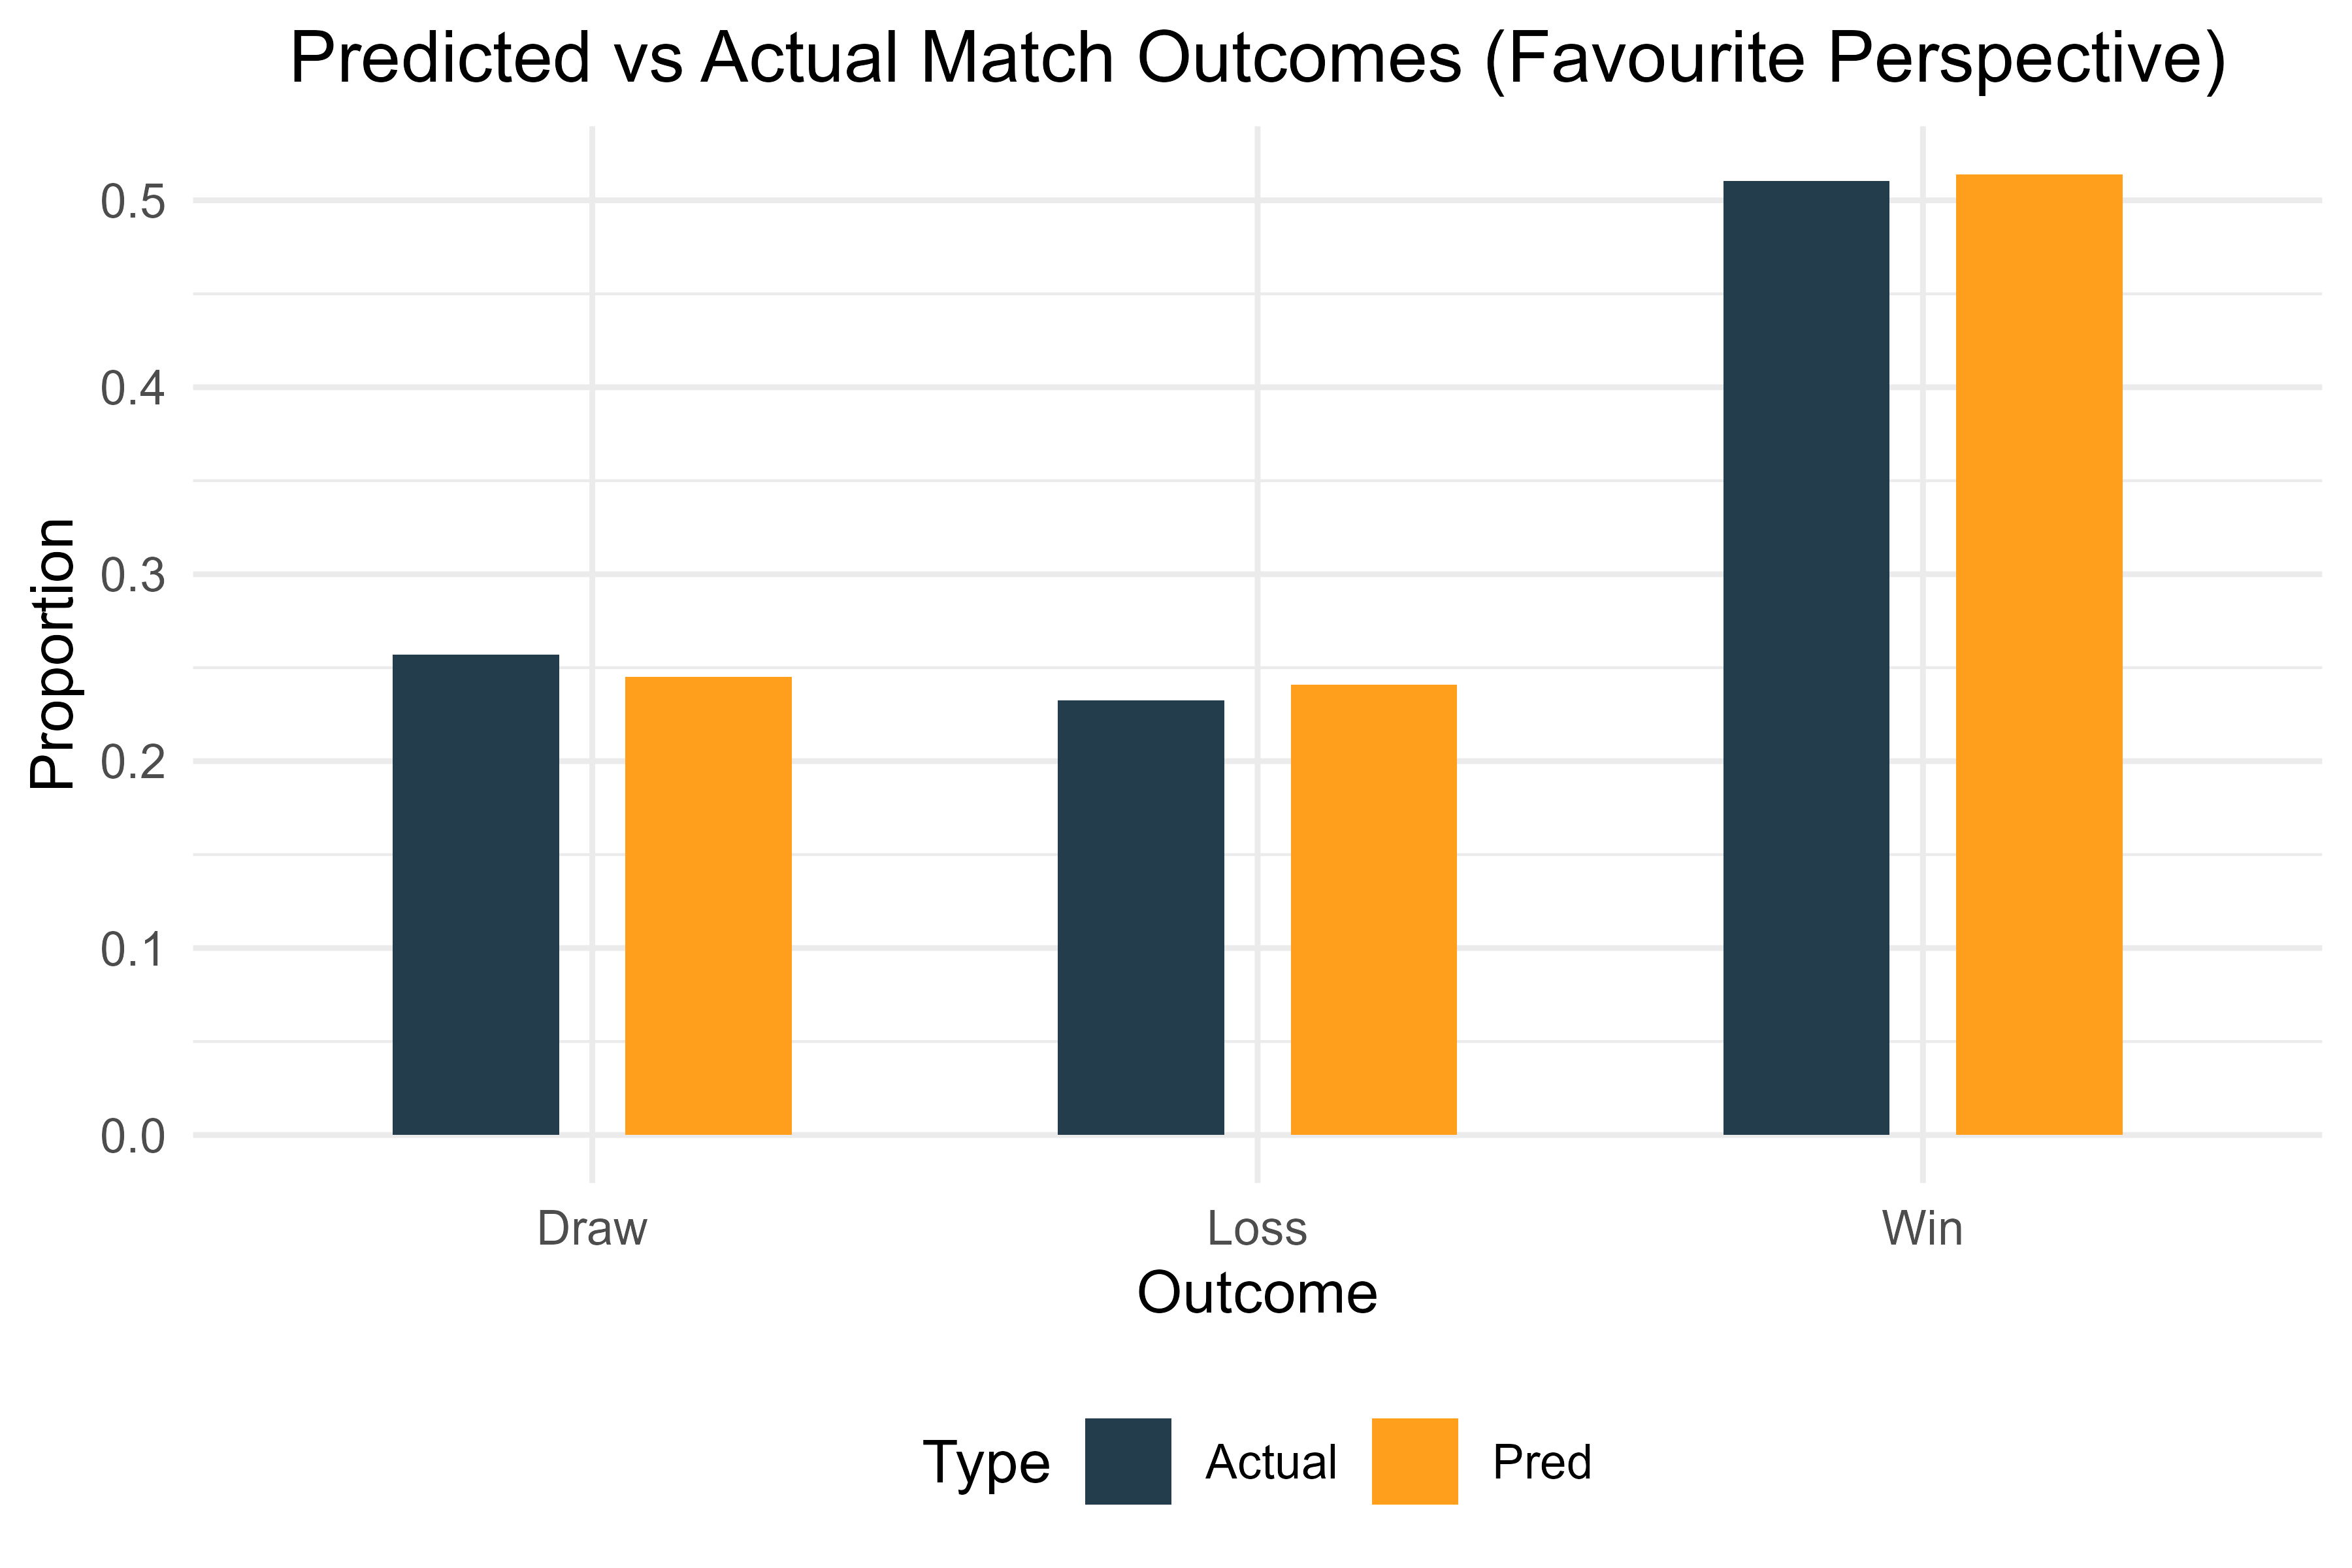 Predicted vs Actual Match Outcomes (Favourite Perspective)
Proportion
0.5
0.4
0.3
0.2
0.1
0.0
Draw Loss Win
Outcome
Type Actual Pred